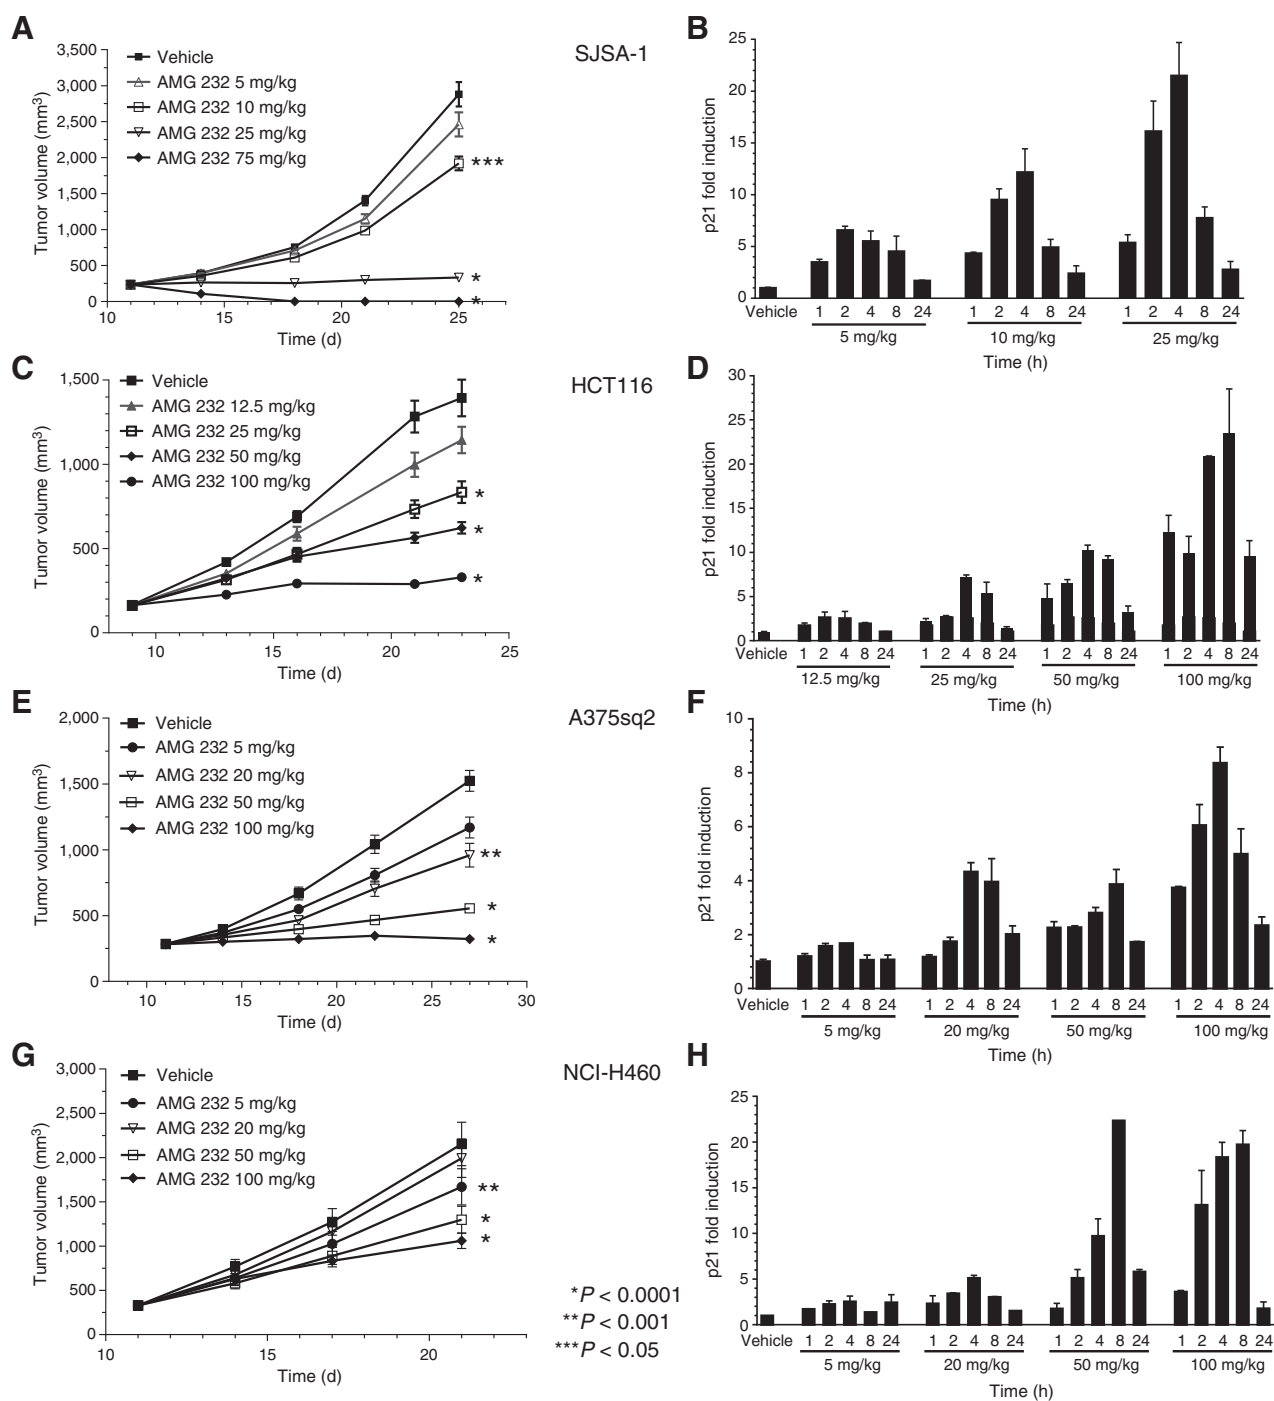 A
SJSA-1
Tumor volume (mm3)
3,500
3,000
2,500
2,000
1,500
1,000
500
0
Vehicle
AMG 232 5 mg/kg
AMG 232 10 mg/kg
AMG 232 25 mg/kg
AMG 232 75 mg/kg
***
*
*
10 15 20 25
Time (d)
B
p21 fold induction
25
20
15
10
5
0
Vehicle 1 2 4 8 24 1 2 4 8 24 1 2 4 8 24
5 mg/kg 10 mg/kg 25 mg/kg
Time (h)
C
HCT116
Tumor volume (mm3)
1,500
1,000
500
0
Vehicle
AMG 232 12.5 mg/kg
AMG 232 25 mg/kg
AMG 232 50 mg/kg
AMG 232 100 mg/kg
*
*
*
10 15 20 25
Time (d)
D
p21 fold induction
30
25
20
15
10
5
0
Vehicle 1 2 4 8 24 1 2 4 8 24 1 2 4 8 24 1 2 4 8 24
12.5 mg/kg 25 mg/kg 50 mg/kg 100 mg/kg
Time (h)
E
A375sq2
Tumor volume (mm3)
2,000
1,500
1,000
500
0
Vehicle
AMG 232 5 mg/kg
AMG 232 20 mg/kg
AMG 232 50 mg/kg
AMG 232 100 mg/kg
**
*
*
10 15 20 25 30
Time (d)
F
p21 fold induction
10
8
6
4
2
0
Vehicle 1 2 4 8 24 1 2 4 8 24 1 2 4 8 24 1 2 4 8 24
5 mg/kg 20 mg/kg 50 mg/kg 100 mg/kg
Time (h)
G
NCI-H460
Tumor volume (mm3)
3,000
2,500
2,000
1,500
1,000
500
0
Vehicle
AMG 232 5 mg/kg
AMG 232 20 mg/kg
AMG 232 50 mg/kg
AMG 232 100 mg/kg
**
*
*
10 15 20
Time (d)
*P < 0.0001
**P < 0.001
***P < 0.05
H
p21 fold induction
25
20
15
10
5
0
Vehicle 1 2 4 8 24 1 2 4 8 24 1 2 4 8 24 1 2 4 8 24
5 mg/kg 20 mg/kg 50 mg/kg 100 mg/kg
Time (h)